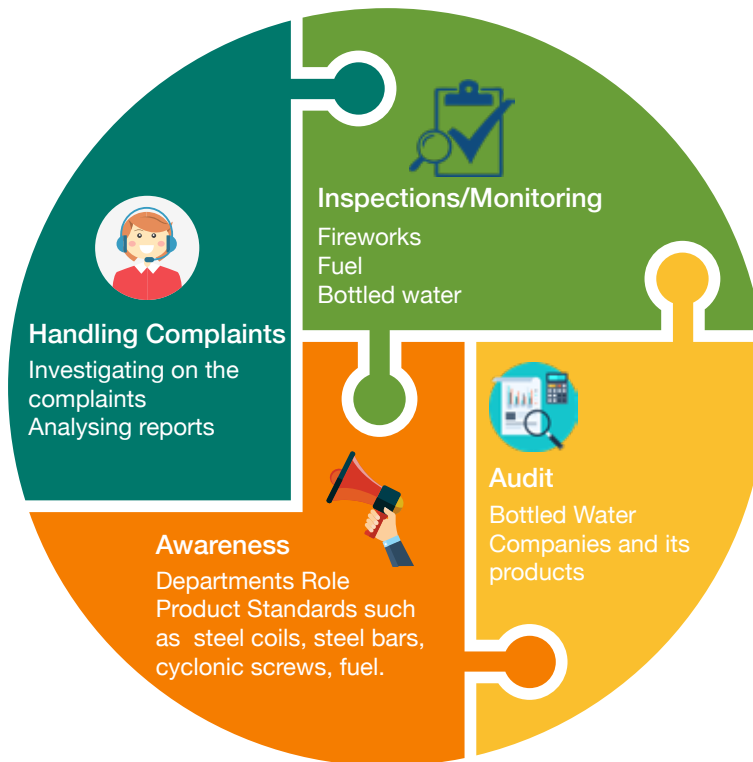 Inspections/Monitoring
Fireworks
Fuel
Bottled water
Handling Complaints
Investigating on the
complaints
Analysing reports
Audit
Bottled Water
Companies and its
products
Awareness
Departments Role
Product Standards such
as  steel coils, steel bars,
cyclonic screws, fuel.